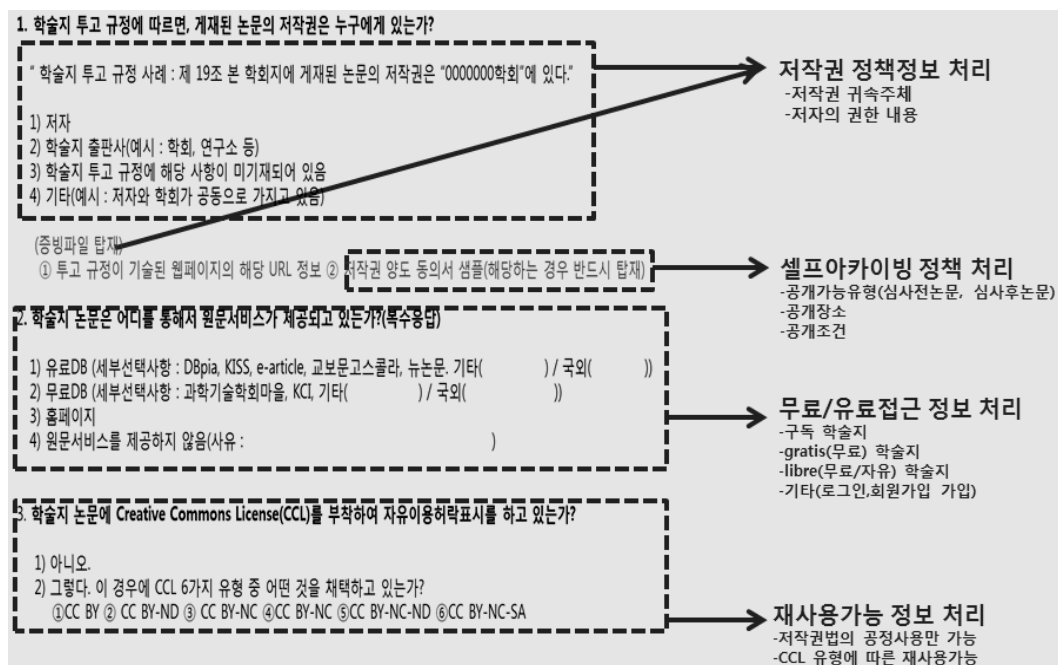 1. 학술지 투고 규정에 따르면, 게재된 논문의 저작권은 누구에게 있는가?
" 학술지 투고 규정 사례 : 제 19조 본 학회지에 게재된 논문의 저작권은 "0000000학회"에 있다."
1) 저자
2) 학술지 출판사(예시 : 학회, 연구소 등)
3) 학술지 투고 규정에 해당 사항이 미기재되어 있음
4) 기타(예시 : 저자와 학회가 공동으로 가지고 있음)
(증빙파일 탑재)
① 투고 규정이 기술된 웹페이지의 해당 URL 정보 ② 저작권 양도 동의서 샘플(해당하는 경우 반드시 탑재)
2. 학술지 논문은 어디를 통해서 원문서비스가 제공되고 있는가?(복수응답)
1) 유료DB (세부선택사항 : DBpia, KISS, e-article, 교보문고스콜라, 뉴논문. 기타( ) / 국외( ))
2) 무료DB (세부선택사항 : 과학기술학회마을, KCI, 기타( ) / 국외( ))
3) 홈페이지
4) 원문서비스를 제공하지 않음(사유 : )
3. 학술지 논문에 Creative Commons License(CCL)를 부착하여 자유이용허락표시를 하고 있는가?
1) 아니오.
2) 그렇다. 이 경우에 CCL 6가지 유형 중 어떤 것을 채택하고 있는가?
①CC BY ② CC BY-ND ③ CC BY-NC ④CC BY-NC ⑤CC BY-NC-ND ⑥CC BY-NC-SA
저작권 정책정보 처리
-저작권 귀속주체
-저자의 권한 내용
셀프아카이빙 정책 처리
-공개가능유형(심사전논문, 심사후논문)
-공개장소
-공개조건
무료/유료접근 정보 처리
-구독 학술지
-gratis(무료) 학술지
-libre(무료/자유) 학술지
-기타(로그인,회원가입 가입)
재사용가능 정보 처리
-저작권법의 공정사용만 가능
-CCL 유형에 따른 재사용가능